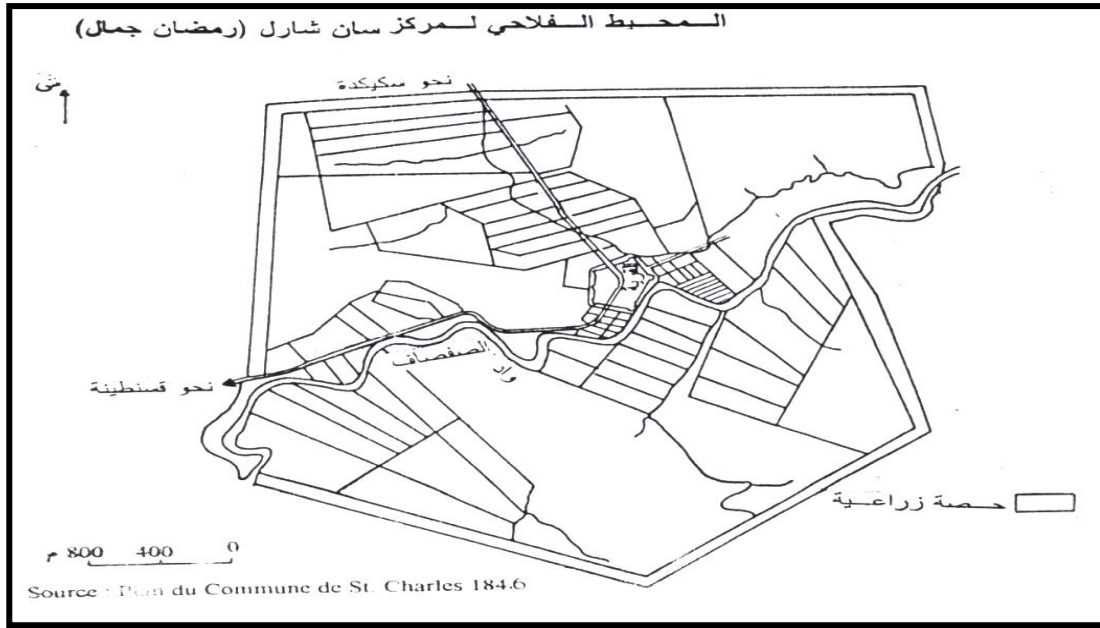 المحيط الفلاحي لمركز سان شارل (رمضان جمال)
نحو سكيكدة
واد الصفصاف
نحو قسنطينة
حصة زراعية
800 م 400 0
Source : Plan du Commune de St. Charles 184.6